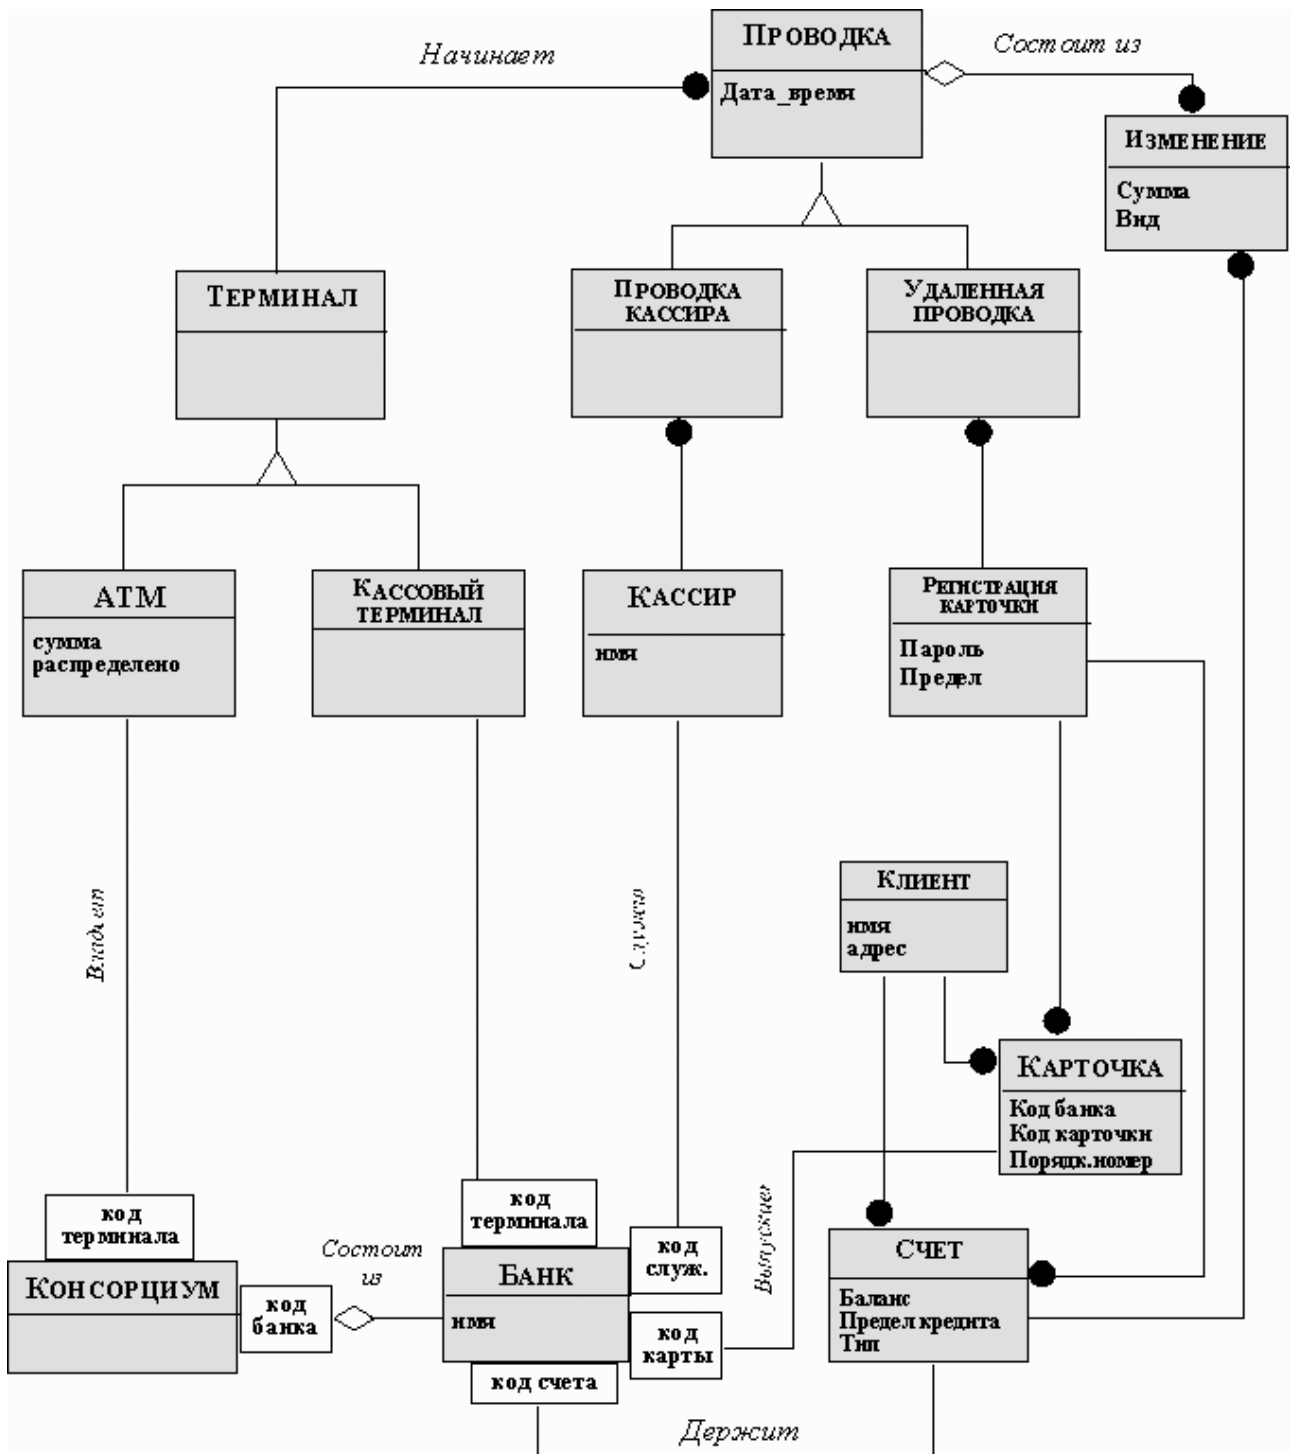 ПРОВОДКА
Дата_время
Начинает
Состоит из
ИЗМЕНЕНИЕ
Сумма
Вид
ТЕРМИНАЛ
ПРОВОДКА
КАССИРА
УДАЛЕННАЯ
ПРОВОДКА
АТМ
сумма
распределено
КАССОВЫЙ
ТЕРМИНАЛ
КАССИР
имя
РЕГИСТРАЦИЯ
КАРТОЧКИ
Пароль
Предел
Владеет
Служит
КЛИЕНТ
имя
адрес
КАРТОЧКА
Код банка
Код карточки
Порядк.номер
Выпускает
код
терминала
код
терминала
КОНСОРЦИУМ
код
банка
Состоит
из
БАНК
имя
код
служ.
код
карты
код счета
СЧЕТ
Баланс
Предел кредита
Тип
Держит